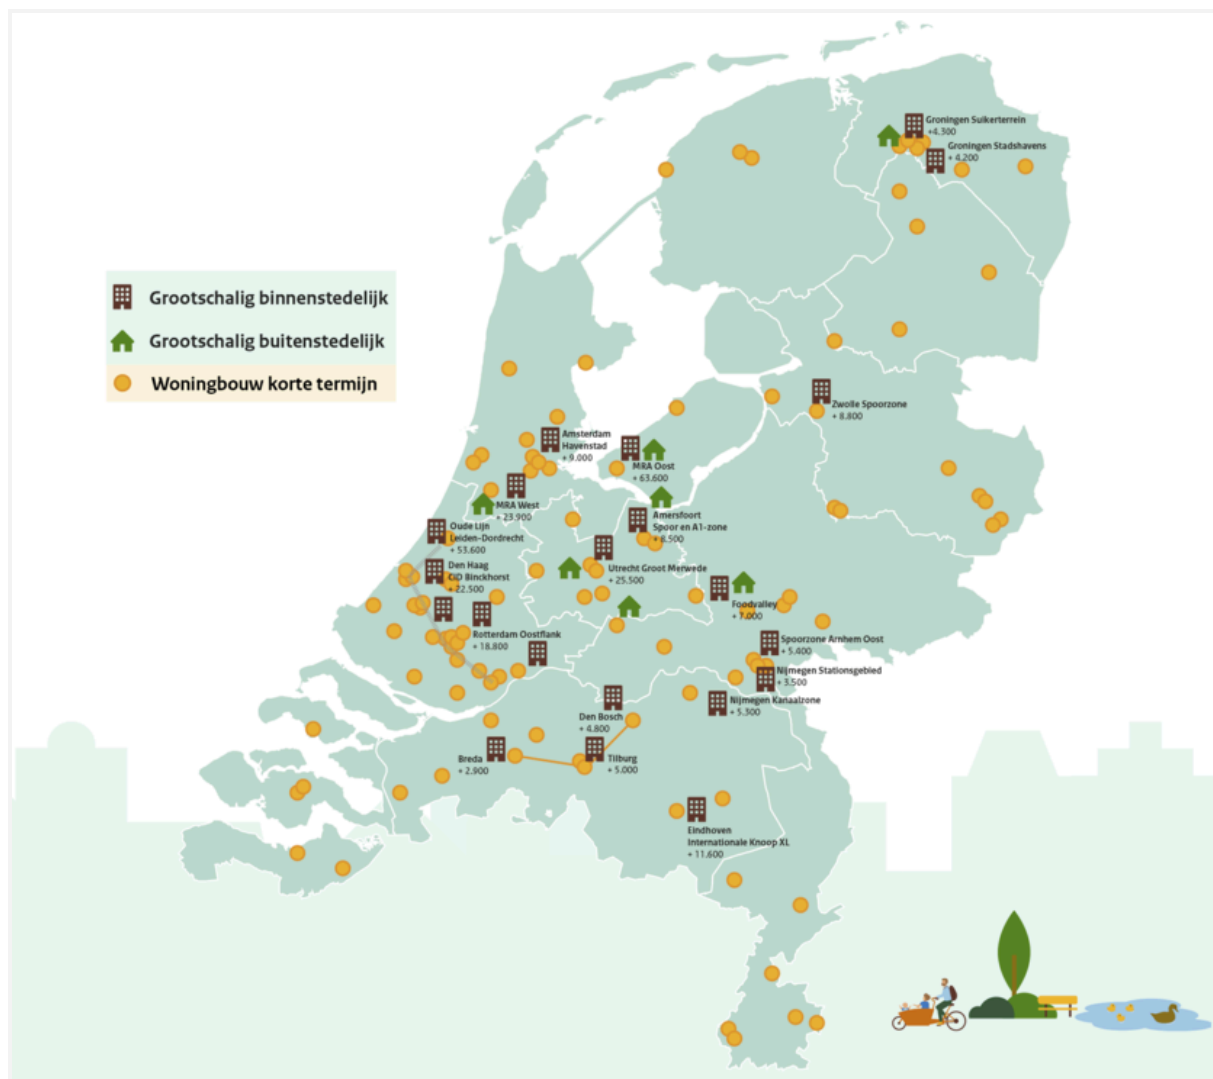 Grootschalig binnenstedelijk
Grootschalig buitenstedelijk
Woningbouw korte termijn
Groningen Suikerterrein
+4.300
Groningen Stadshavens
+ 4.200
Zwolle Spoorzone
+ 8.800
Amsterdam
Havenstad
+ 9.000
MRA Oost
+ 63.600
MRA West
+ 23.900
Amersfoort
Spoor en A1-zone
+ 8.500
Oude Lijn
Leiden-Dordrecht
+ 53.600
Den Haag
CID Binckhorst
+ 22.500
Utrecht Groot Merwede
+ 25.500
Foodvalley
+ 7.000
Rotterdam Oostflank
+ 18.800
Spoorzone Arnhem Oost
+ 5.400
Nijmegen Stationsgebied
+ 3.500
Nijmegen Kanaalzone
+ 5.300
Den Bosch
+ 4.800
Breda
+ 2.900
Tilburg
+ 5.000
Eindhoven
Internationale Knoop XL
+ 11.600